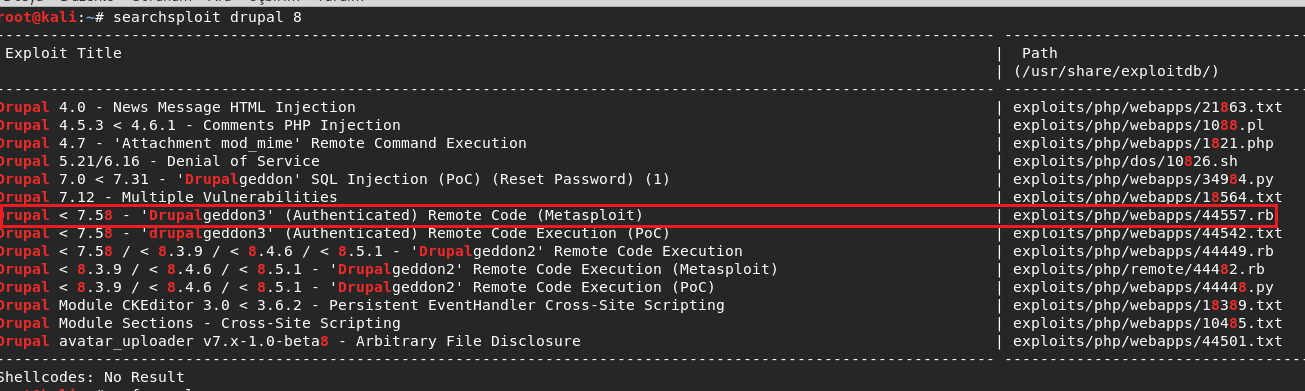 root@kali:~# searchsploit drupal 8
Exploit Title | Path
| (/usr/share/exploitdb/)
Drupal 4.0 - News Message HTML Injection | exploits/php/webapps/21863.txt
Drupal 4.5.3 < 4.6.1 - Comments PHP Injection | exploits/php/webapps/1088.pl
Drupal 4.7 - 'Attachment mod_mime' Remote Command Execution | exploits/php/webapps/1821.php
Drupal 5.21/6.16 - Denial of Service | exploits/php/dos/10826.sh
Drupal 7.0 < 7.31 - 'Drupalgeddon' SQL Injection (PoC) (Reset Password) (1) | exploits/php/webapps/34984.py
Drupal 7.12 - Multiple Vulnerabilities | exploits/php/webapps/18564.txt
Drupal < 7.58 - 'Drupalgeddon3' (Authenticated) Remote Code (Metasploit) | exploits/php/webapps/44557.rb
Drupal < 7.58 - 'drupalgeddon3' (Authenticated) Remote Code Execution (PoC) | exploits/php/webapps/44542.txt
Drupal < 7.58 / < 8.3.9 / < 8.4.6 / < 8.5.1 - 'Drupalgeddon2' Remote Code Execution | exploits/php/webapps/44449.rb
Drupal < 8.3.9 / < 8.4.6 / < 8.5.1 - 'Drupalgeddon2' Remote Code Execution (Metasploit) | exploits/php/remote/44482.rb
Drupal < 8.3.9 / < 8.4.6 / < 8.5.1 - 'Drupalgeddon2' Remote Code Execution (PoC) | exploits/php/webapps/44448.py
Drupal Module CKEditor 3.0 < 3.6.2 - Persistent EventHandler Cross-Site Scripting | exploits/php/webapps/18389.txt
Drupal Module Sections - Cross-Site Scripting | exploits/php/webapps/10485.txt
Drupal avatar_uploader v7.x-1.0-beta8 - Arbitrary File Disclosure | exploits/php/webapps/44501.txt
Shellcodes: No Result